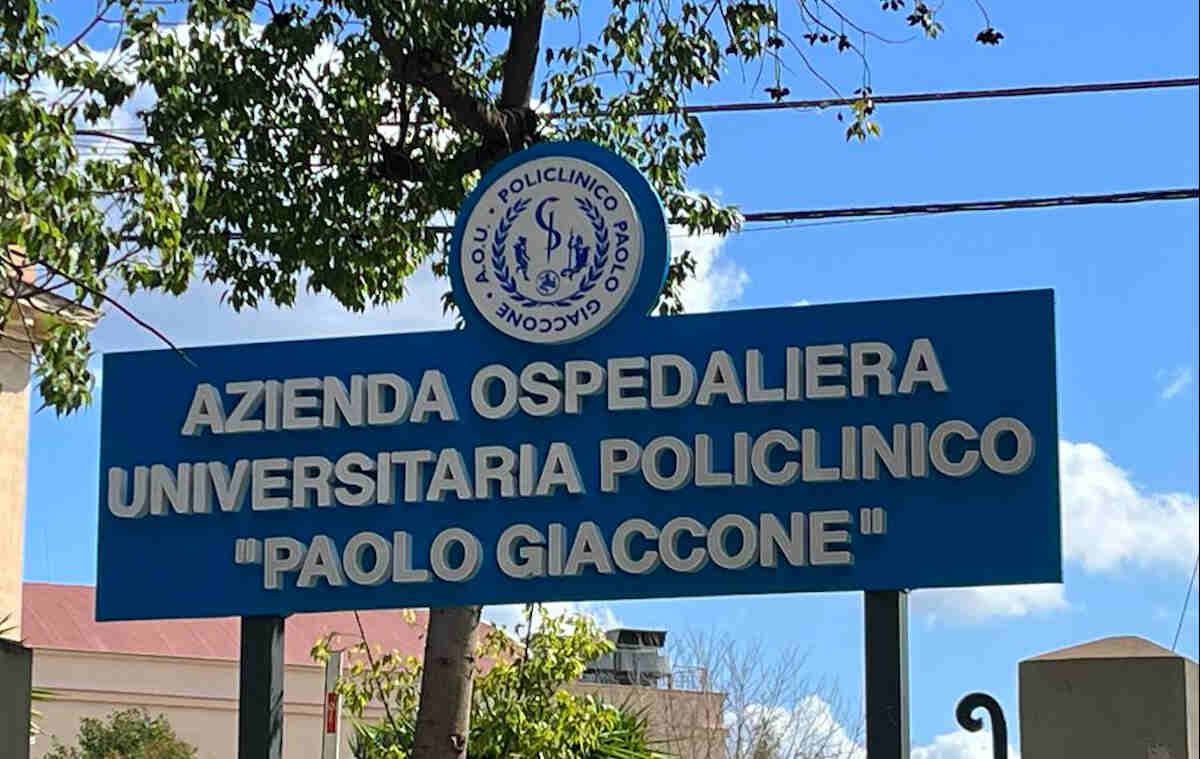 A.O.U. · POLICLINICO PAOLO GIACCONE ·
AZIENDA OSPEDALIERA
UNIVERSITARIA POLICLINICO
"PAOLO GIACCONE"